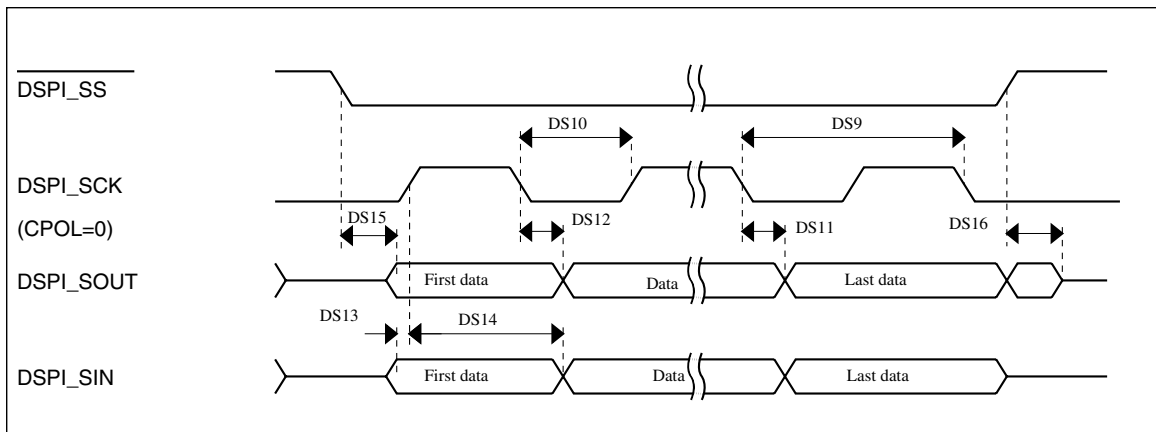 DSPI_SS
DS10 DS9
DSPI_SCK
(CPOL=0)
DS15 DS12 DS11 DS16
DSPI_SOUT First data Data Last data
DS13 DS14
DSPI_SIN First data Data Last data